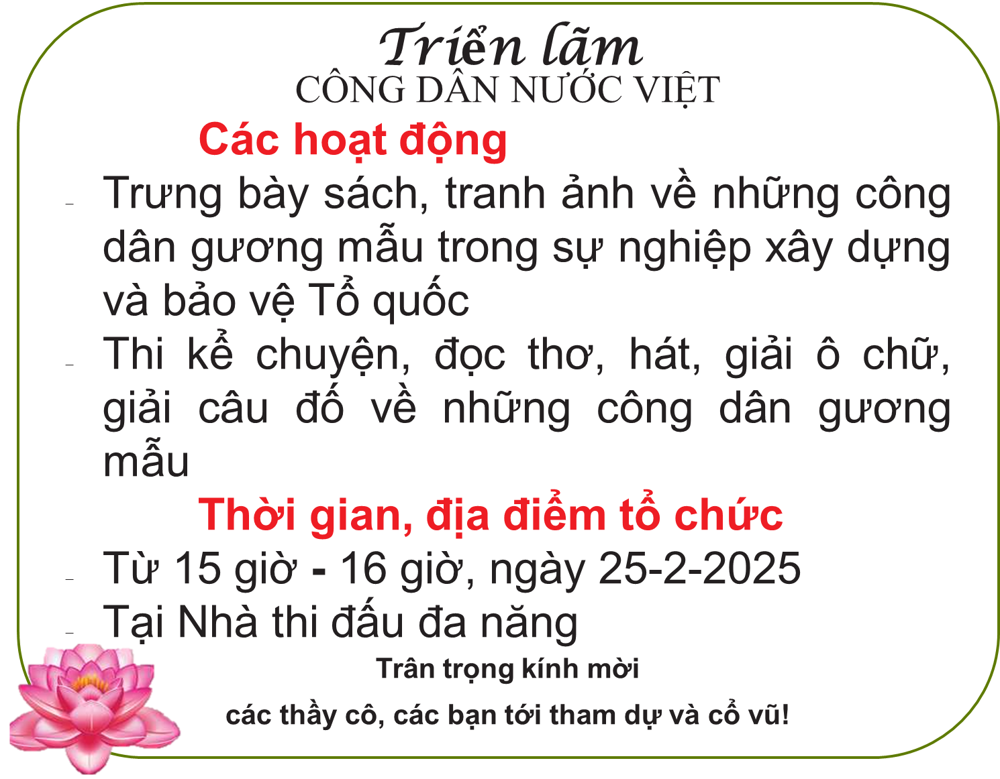 Triển lãm
CÔNG DÂN NƯỚC VIỆT
Các hoạt động
– Trưng bày sách, tranh ảnh về những công
dân gương mẫu trong sự nghiệp xây dựng
và bảo vệ Tổ quốc
– Thi kể chuyện, đọc thơ, hát, giải ô chữ,
giải câu đố về những công dân gương
mẫu
Thời gian, địa điểm tổ chức
– Từ 15 giờ - 16 giờ, ngày 25-2-2025
– Tại Nhà thi đấu đa năng
Trân trọng kính mời
các thầy cô, các bạn tới tham dự và cổ vũ!